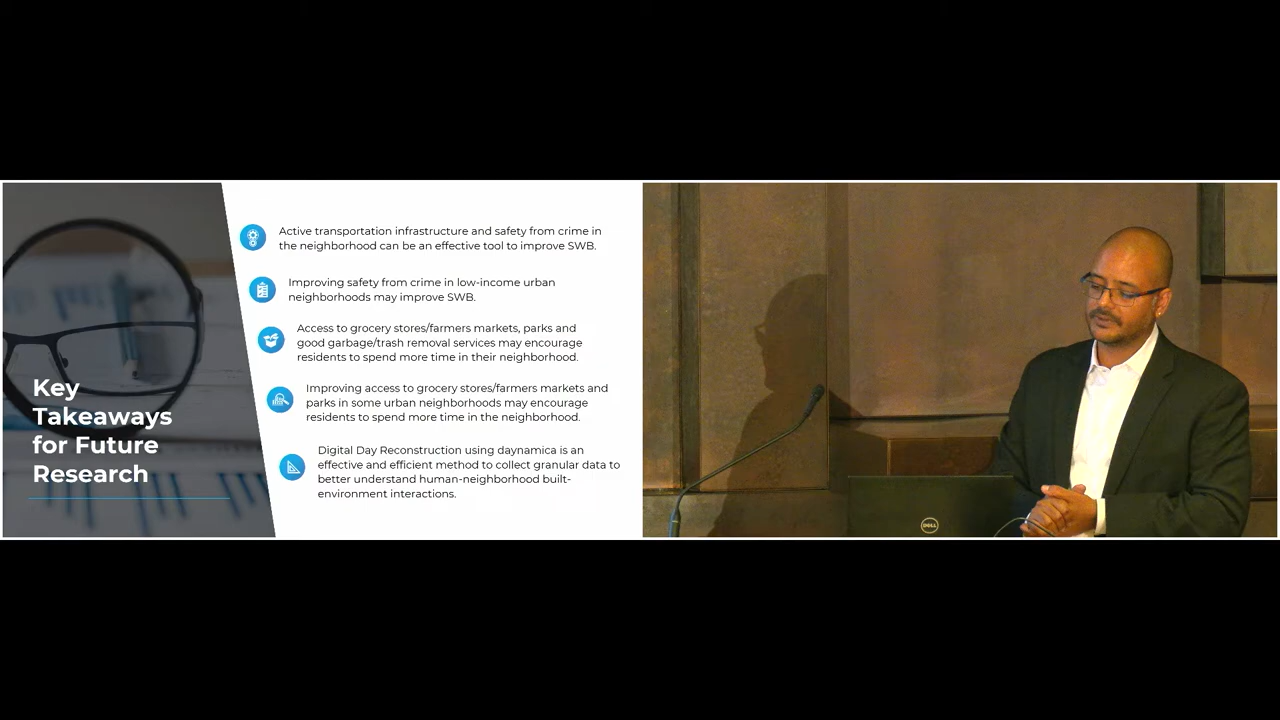 Key
Takeaways
for Future
Research
Active transportation infrastructure and safety from crime in
the neighborhood can be an effective tool to improve SWB.
Improving safety from crime in low-income urban
neighborhoods may improve SWB.
Access to grocery stores/farmers markets, parks and
good garbage/trash removal services may encourage
residents to spend more time in their neighborhood.
Improving access to grocery stores/farmers markets and
parks in some urban neighborhoods may encourage
residents to spend more time in the neighborhood.
Digital Day Reconstruction using daynamica is an
effective and efficient method to collect granular data to
better understand human-neighborhood built-
environment interactions.
DELL